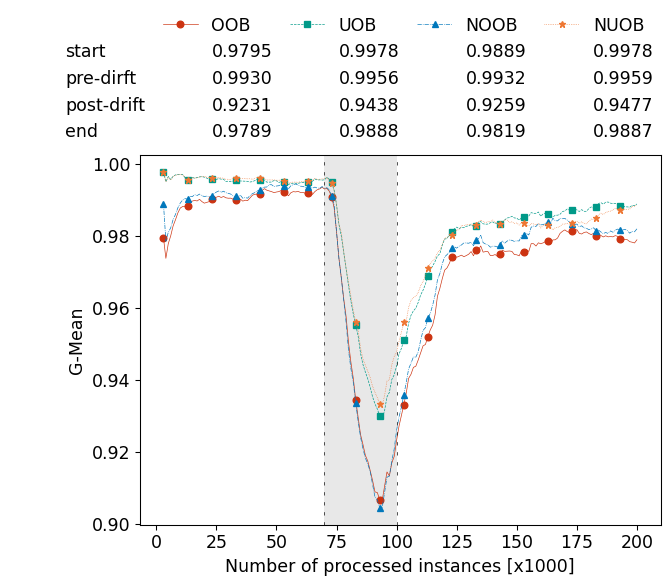 OOB UOB NOOB NUOB
start 0.9795 0.9978 0.9889 0.9978
pre-dirft 0.9930 0.9956 0.9932 0.9959
post-drift 0.9231 0.9438 0.9259 0.9477
end 0.9789 0.9888 0.9819 0.9887
1.00
0.98
0.96
0.94
0.92
0.90
G-Mean
0 25 50 75 100 125 150 175 200
Number of processed instances [x1000]